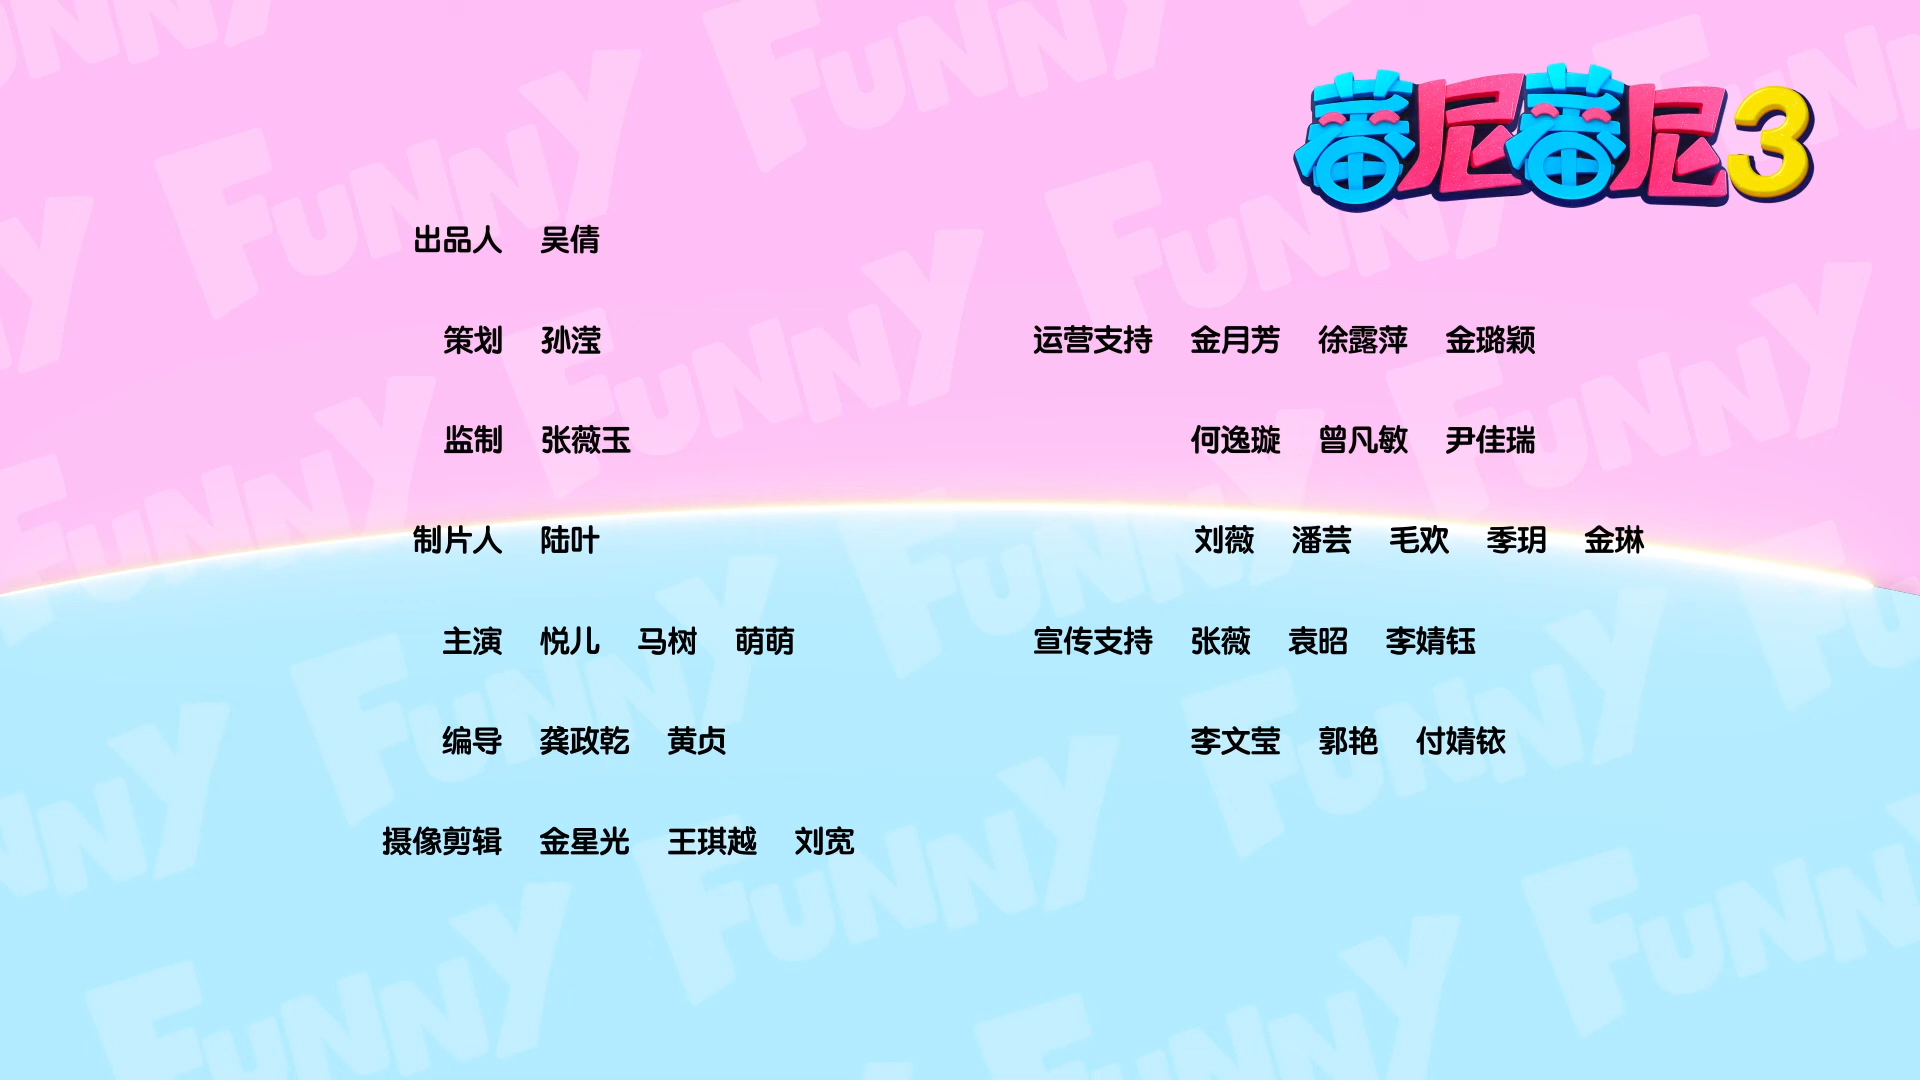 蕃尼蕃尼3
出品人 吴倩
策划 孙滢
监制 张薇玉
制片人 陆叶
主演 悦儿 马树 萌萌
编导 龚政乾 黄贞
摄像剪辑 金星光 王琪越 刘宽
运营支持 金月芳 徐露萍 金璐颖
何逸璇 曾凡敏 尹佳瑞
刘薇 潘芸 毛欢 季玥 金琳
宣传支持 张薇 袁昭 李婧钰
李文莹 郭艳 付婧铱
FUNNY